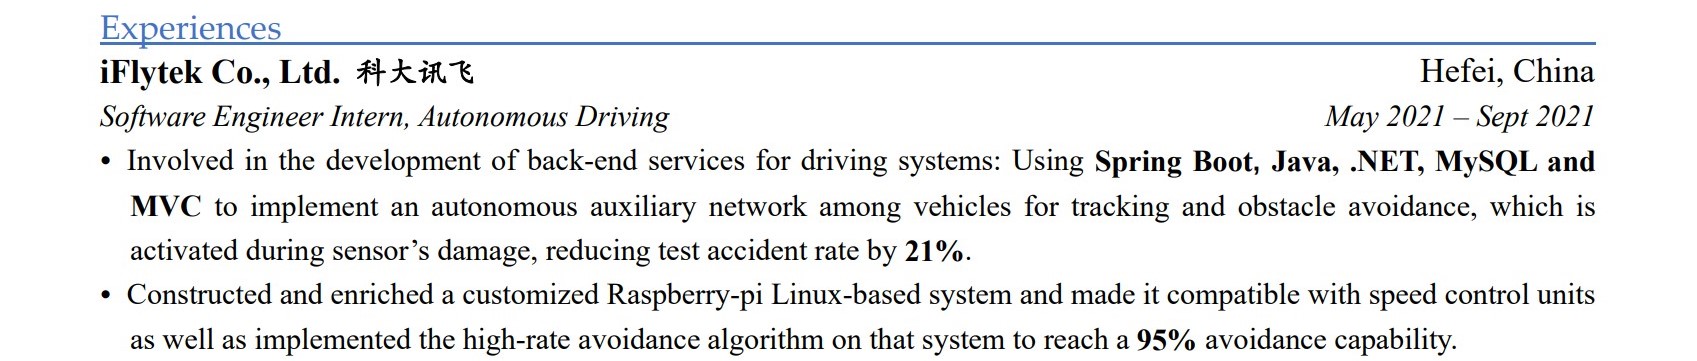 Experiences
iFlytek Co., Ltd. 科大讯飞 Hefei, China
Software Engineer Intern, Autonomous Driving May 2021 – Sept 2021
• Involved in the development of back-end services for driving systems: Using Spring Boot, Java, .NET, MySQL and
MVC to implement an autonomous auxiliary network among vehicles for tracking and obstacle avoidance, which is
activated during sensor’s damage, reducing test accident rate by 21%.
• Constructed and enriched a customized Raspberry-pi Linux-based system and made it compatible with speed control units
as well as implemented the high-rate avoidance algorithm on that system to reach a 95% avoidance capability.